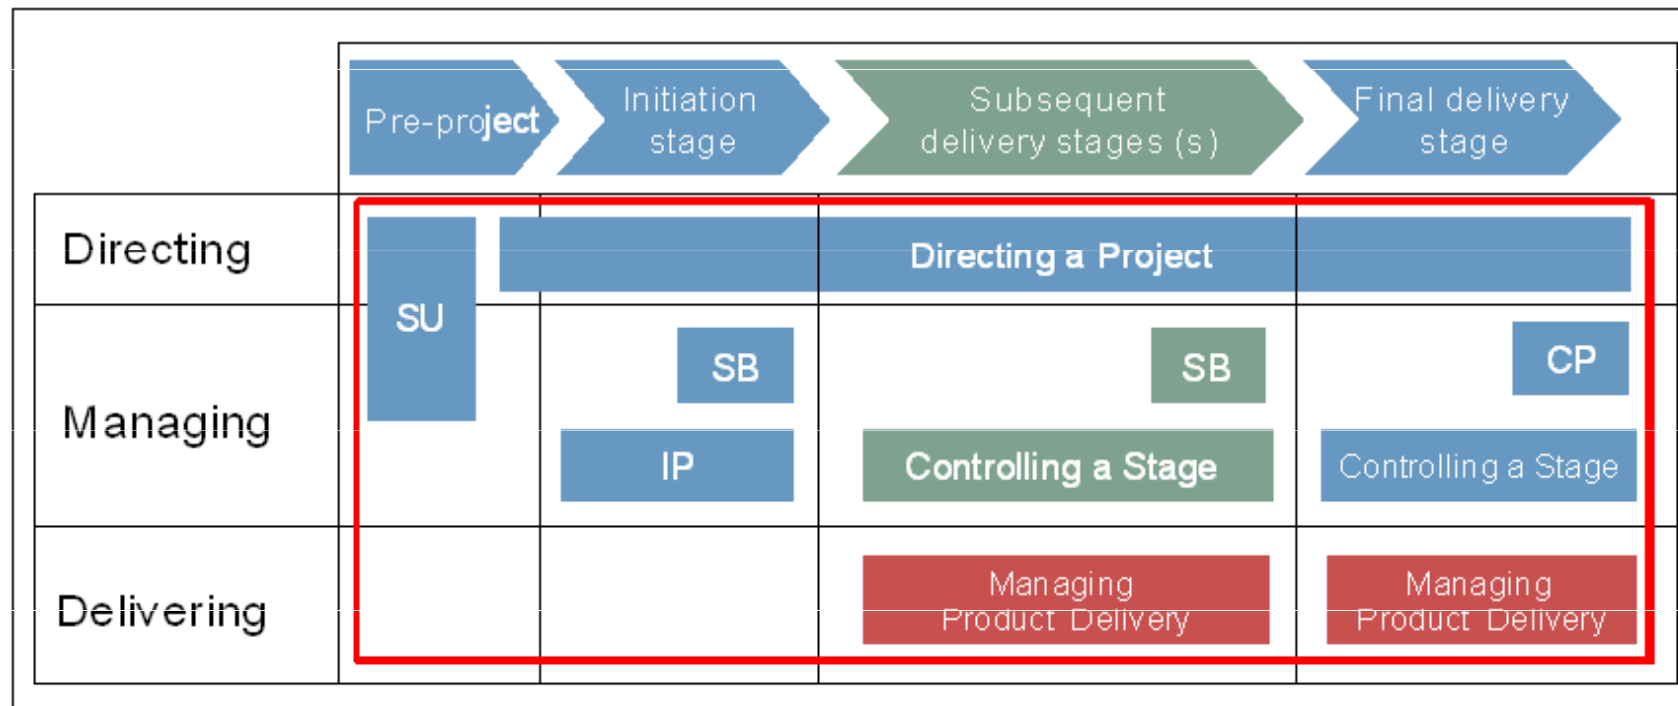 Pre-project
Initiation
stage
Subsequent
delivery stages (s)
Final delivery
stage
Directing
SU
Directing a Project
Managing
SB
SB
CP
IP
Controlling a Stage
Controlling a Stage
Delivering
Managing
Product Delivery
Managing
Product Delivery